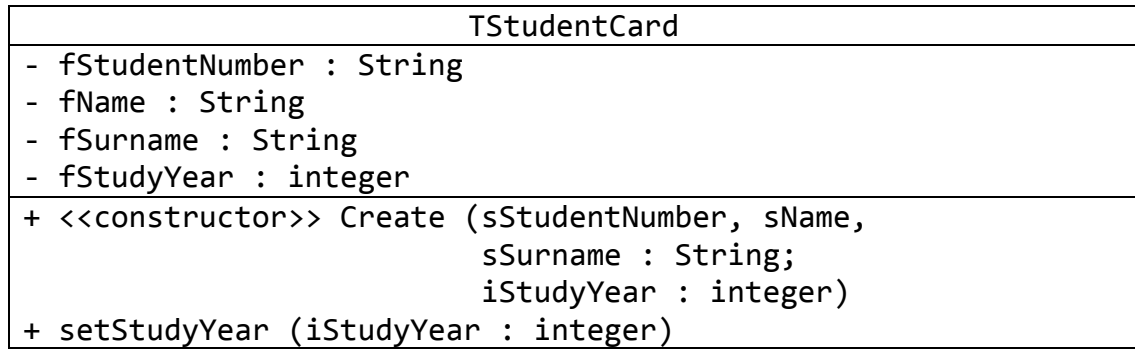 TStudentCard
- fStudentNumber : String
- fName : String
- fSurname : String
- fStudyYear : integer
+ <<constructor>> Create (sStudentNumber, sName,
sSurname : String;
iStudyYear : integer)
+ setStudyYear (iStudyYear : integer)